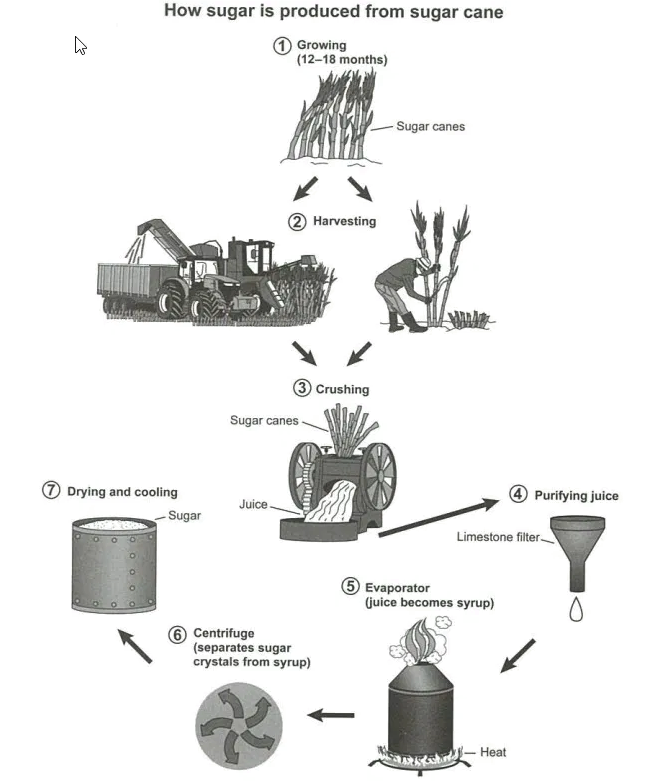 How sugar is produced from sugar cane
1 Growing
(12–18 months)
Sugar canes
2 Harvesting
3 Crushing
Sugar canes
Juice
4 Purifying juice
Limestone filter
5 Evaporator
(juice becomes syrup)
Heat
6 Centrifuge
(separates sugar
crystals from syrup)
7 Drying and cooling
Sugar